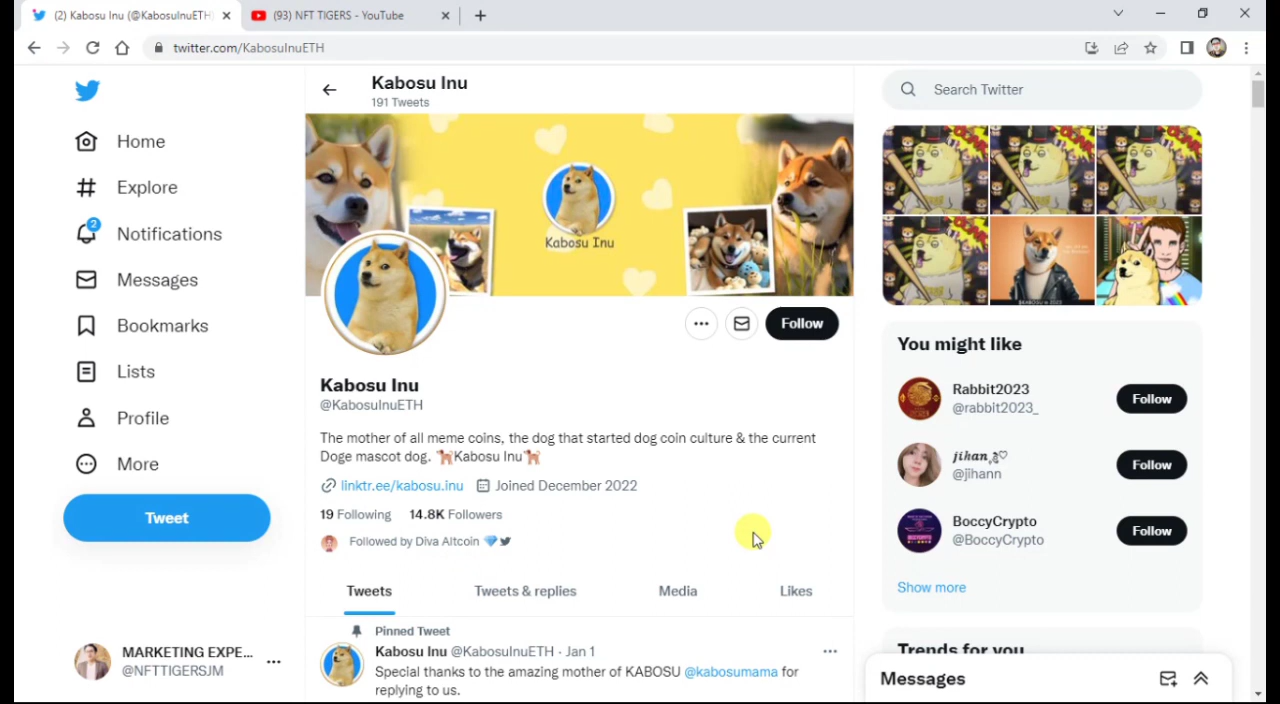 (2) Kabosu Inu (@KabosuInuETH)
(93) NFT TIGERS - YouTube
twitter.com/KabosuInuETH
Home
Explore
2
Notifications
Messages
Bookmarks
Lists
Profile
More
Tweet
MARKETING EXPE...
@NFTTIGERSJM
Kabosu Inu
191 Tweets
Kabosu Inu
Follow
Kabosu Inu
@KabosuInuETH
The mother of all meme coins, the dog that started dog coin culture & the current
Doge mascot dog. 🐕Kabosu Inu🐕
linktr.ee/kabosu.inu Joined December 2022
19 Following 14.8K Followers
Followed by Diva Altcoin 💎
Tweets Tweets & replies Media Likes
Pinned Tweet
Kabosu Inu @KabosuInuETH · Jan 1
Special thanks to the amazing mother of KABOSU @kabosumama for
replying to us.
Search Twitter
You might like
Rabbit2023
@rabbit2023_
Follow
jihan
@jihann
Follow
BoccyCrypto
@BoccyCrypto
Follow
Show more
Trends for you
Messages